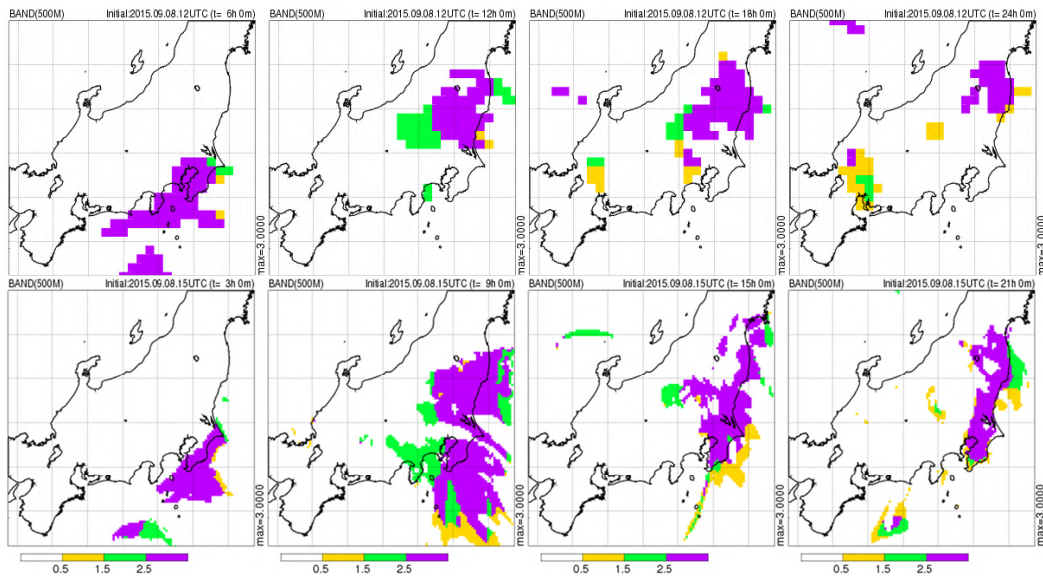 BAND(500M) Initial:2015.09.08.12UTC (t= 6h 0m)
BAND(500M) Initial:2015.09.08.12UTC (t= 12h 0m)
BAND(500M) Initial:2015.09.08.12UTC (t= 18h 0m)
BAND(500M) Initial:2015.09.08.12UTC (t= 24h 0m)
max=3.0000
max=3.0000
max=3.0000
max=3.0000
BAND(500M) Initial:2015.09.08.15UTC (t= 3h 0m)
BAND(500M) Initial:2015.09.08.15UTC (t= 9h 0m)
BAND(500M) Initial:2015.09.08.15UTC (t= 15h 0m)
BAND(500M) Initial:2015.09.08.15UTC (t= 21h 0m)
max=3.0000
max=3.0000
max=3.0000
max=3.0000
0.5 1.5 2.5
0.5 1.5 2.5
0.5 1.5 2.5
0.5 1.5 2.5